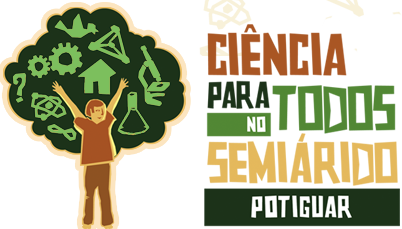 ?
CIÊNCIA
PARA TODOS
NO
SEMIÁRIDO
POTIGUAR